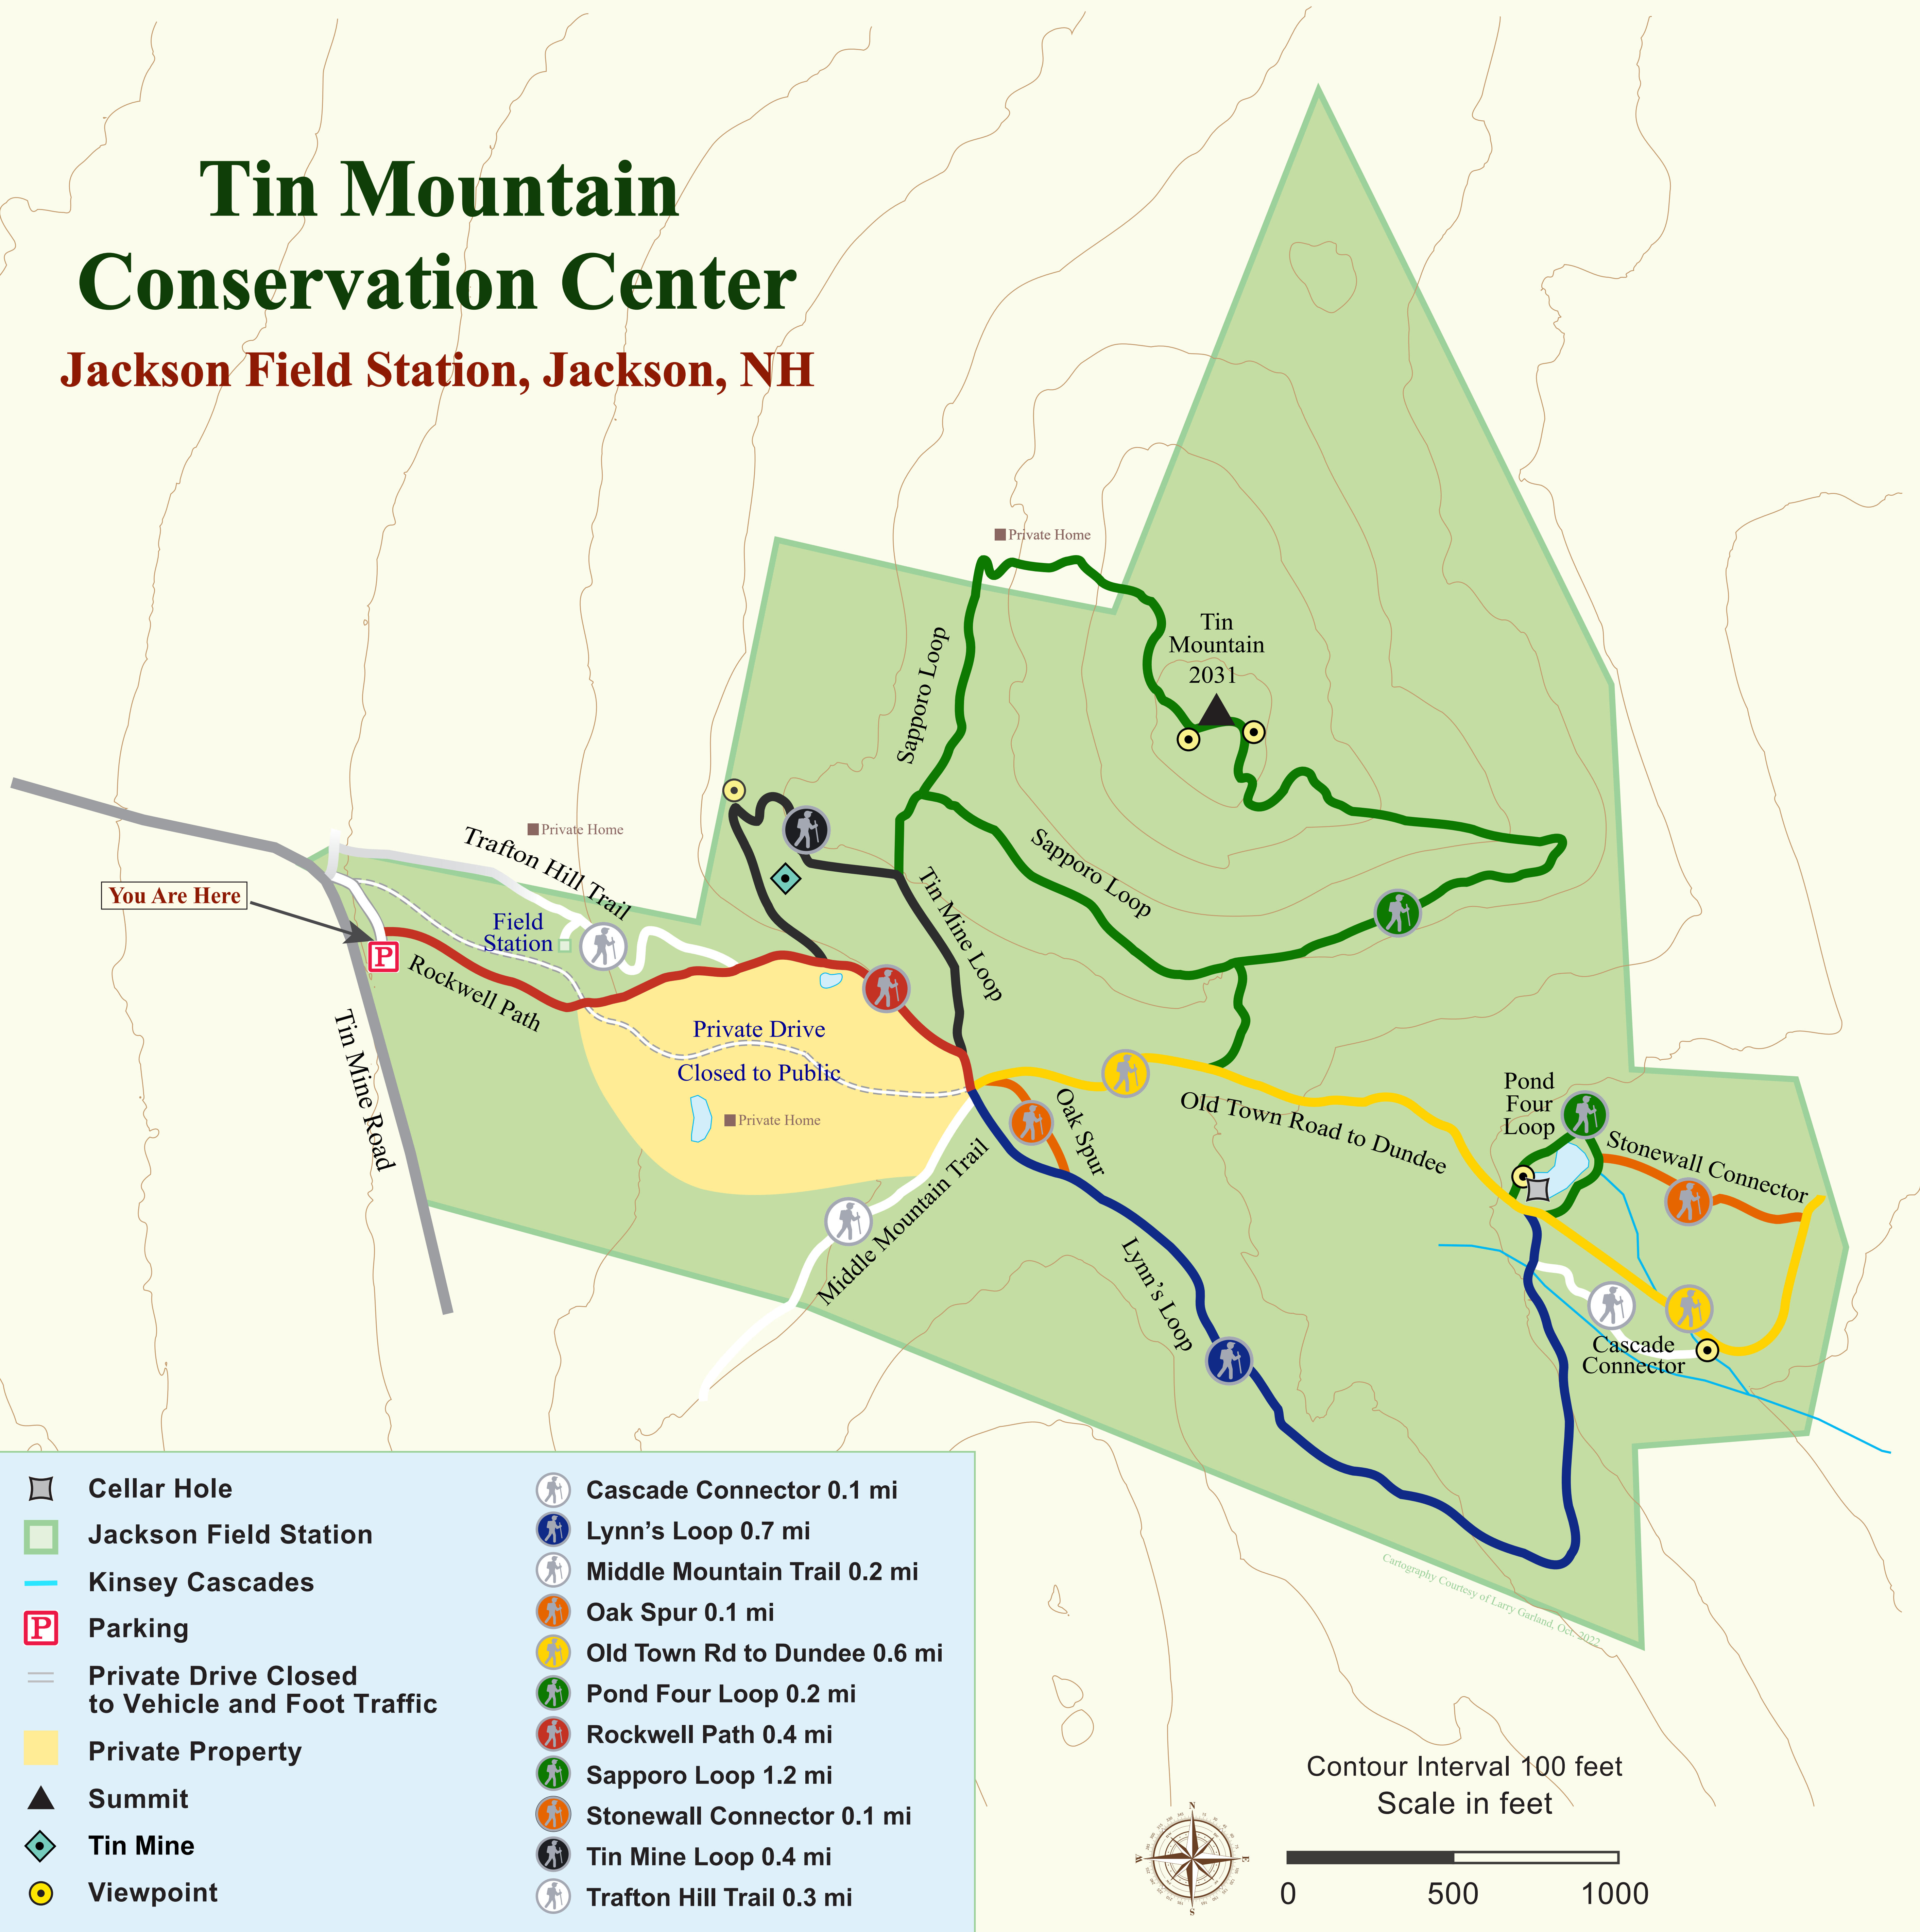 Tin Mountain
Conservation Center
Jackson Field Station, Jackson, NH
Private Home
Tin
Mountain
2031
Sapporo Loop
Private Home
Trafton Hill Trail
Sapporo Loop
Tin Mine Loop
You Are Here
Field
Station
P
Rockwell Path
Tin Mine Road
Private Drive
Closed to Public
Private Home
Oak Spur
Old Town Road to Dundee
Pond
Four
Loop
Stonewall Connector
Middle Mountain Trail
Lynn's Loop
Cascade
Connector
Cartography Courtesy of Larry Garland, Oct. 2022
Cellar Hole
Jackson Field Station
Kinsey Cascades
P
Parking
Private Drive Closed
to Vehicle and Foot Traffic
Private Property
Summit
Tin Mine
Viewpoint
Cascade Connector 0.1 mi
Lynn's Loop 0.7 mi
Middle Mountain Trail 0.2 mi
Oak Spur 0.1 mi
Old Town Rd to Dundee 0.6 mi
Pond Four Loop 0.2 mi
Rockwell Path 0.4 mi
Sapporo Loop 1.2 mi
Stonewall Connector 0.1 mi
Tin Mine Loop 0.4 mi
Trafton Hill Trail 0.3 mi
Contour Interval 100 feet
Scale in feet
0 500 1000
N
W E
S